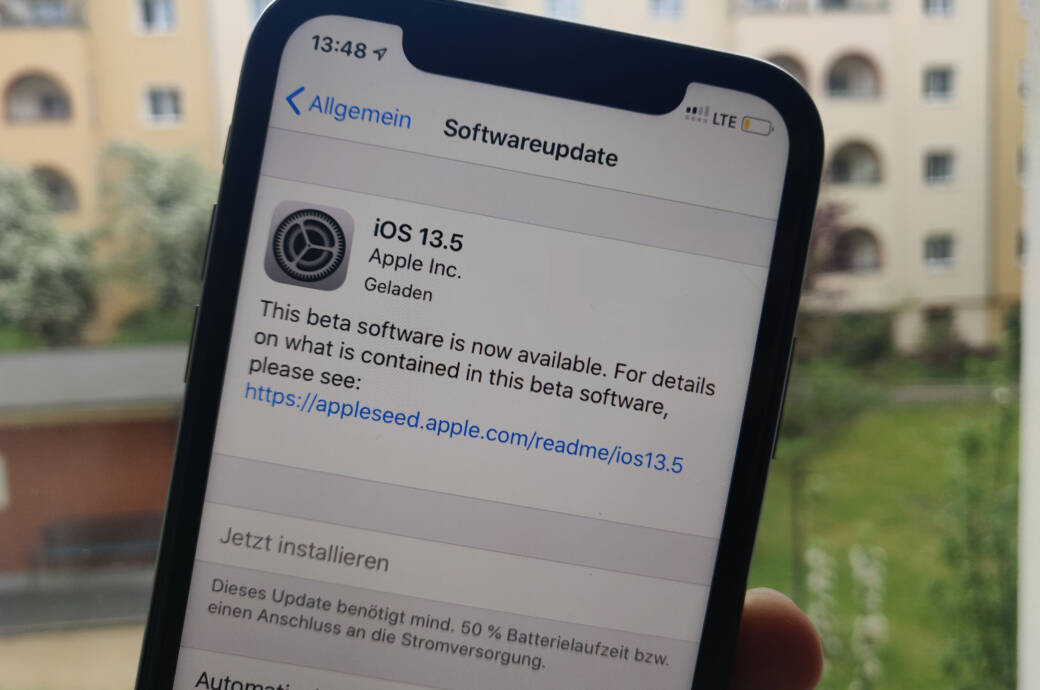 13:48
LTE
Allgemein
Softwareupdate
iOS 13.5
Apple Inc.
Geladen
This beta software is now available. For details
on what is contained in this beta software,
please see:
https://appleseed.apple.com/readme/ios13.5
Jetzt installieren
Dieses Update benötigt mind. 50 % Batterielaufzeit bzw.
einen Anschluss an die Stromversorgung.